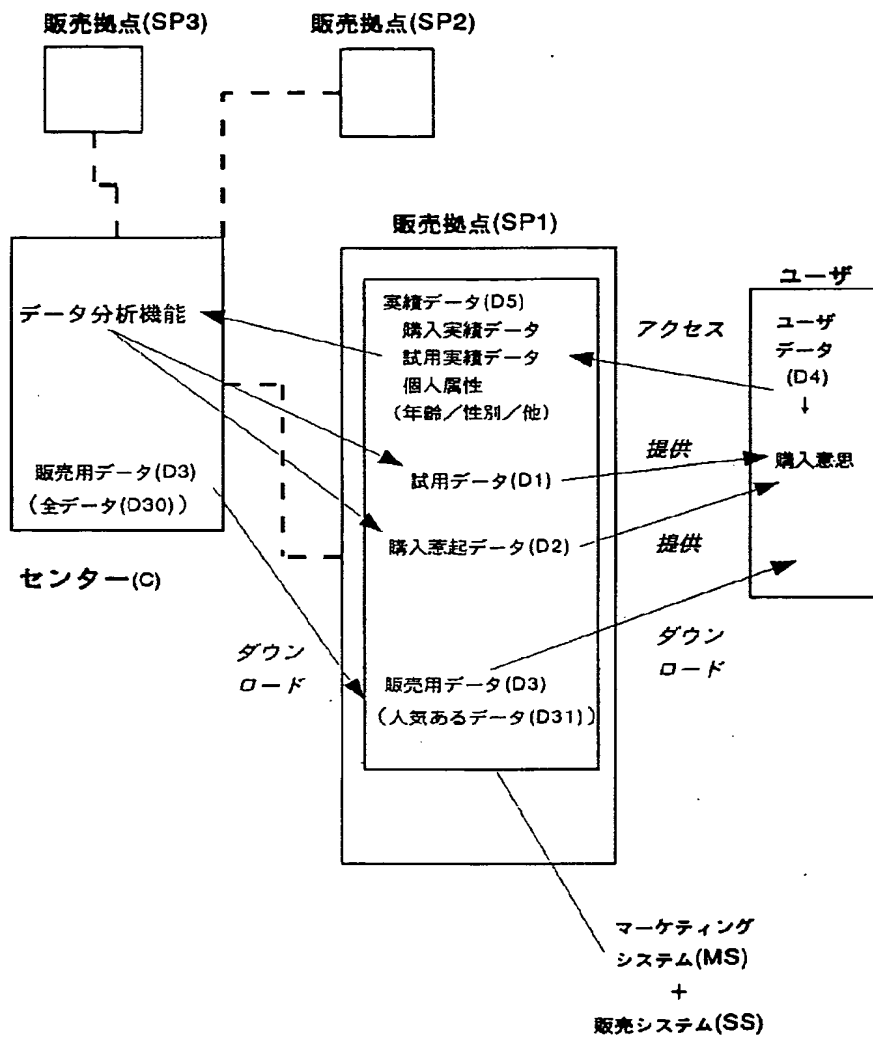 販売拠点(SP3)
販売拠点(SP2)
販売拠点(SP1)
データ分析機能
販売用データ(D3)
(全データ(D30))
センター(C)
実績データ(D5)
購入実績データ
試用実績データ
個人属性
(年齢/性別/他)
試用データ(D1)
購入惹起データ(D2)
販売用データ(D3)
(人気あるデータ(D31))
ダウン
ロード
アクセス
提供
提供
ダウン
ロード
ユーザ
ユーザ
データ
(D4)
↓
購入意思
マーケティング
システム(MS)
+
販売システム(SS)